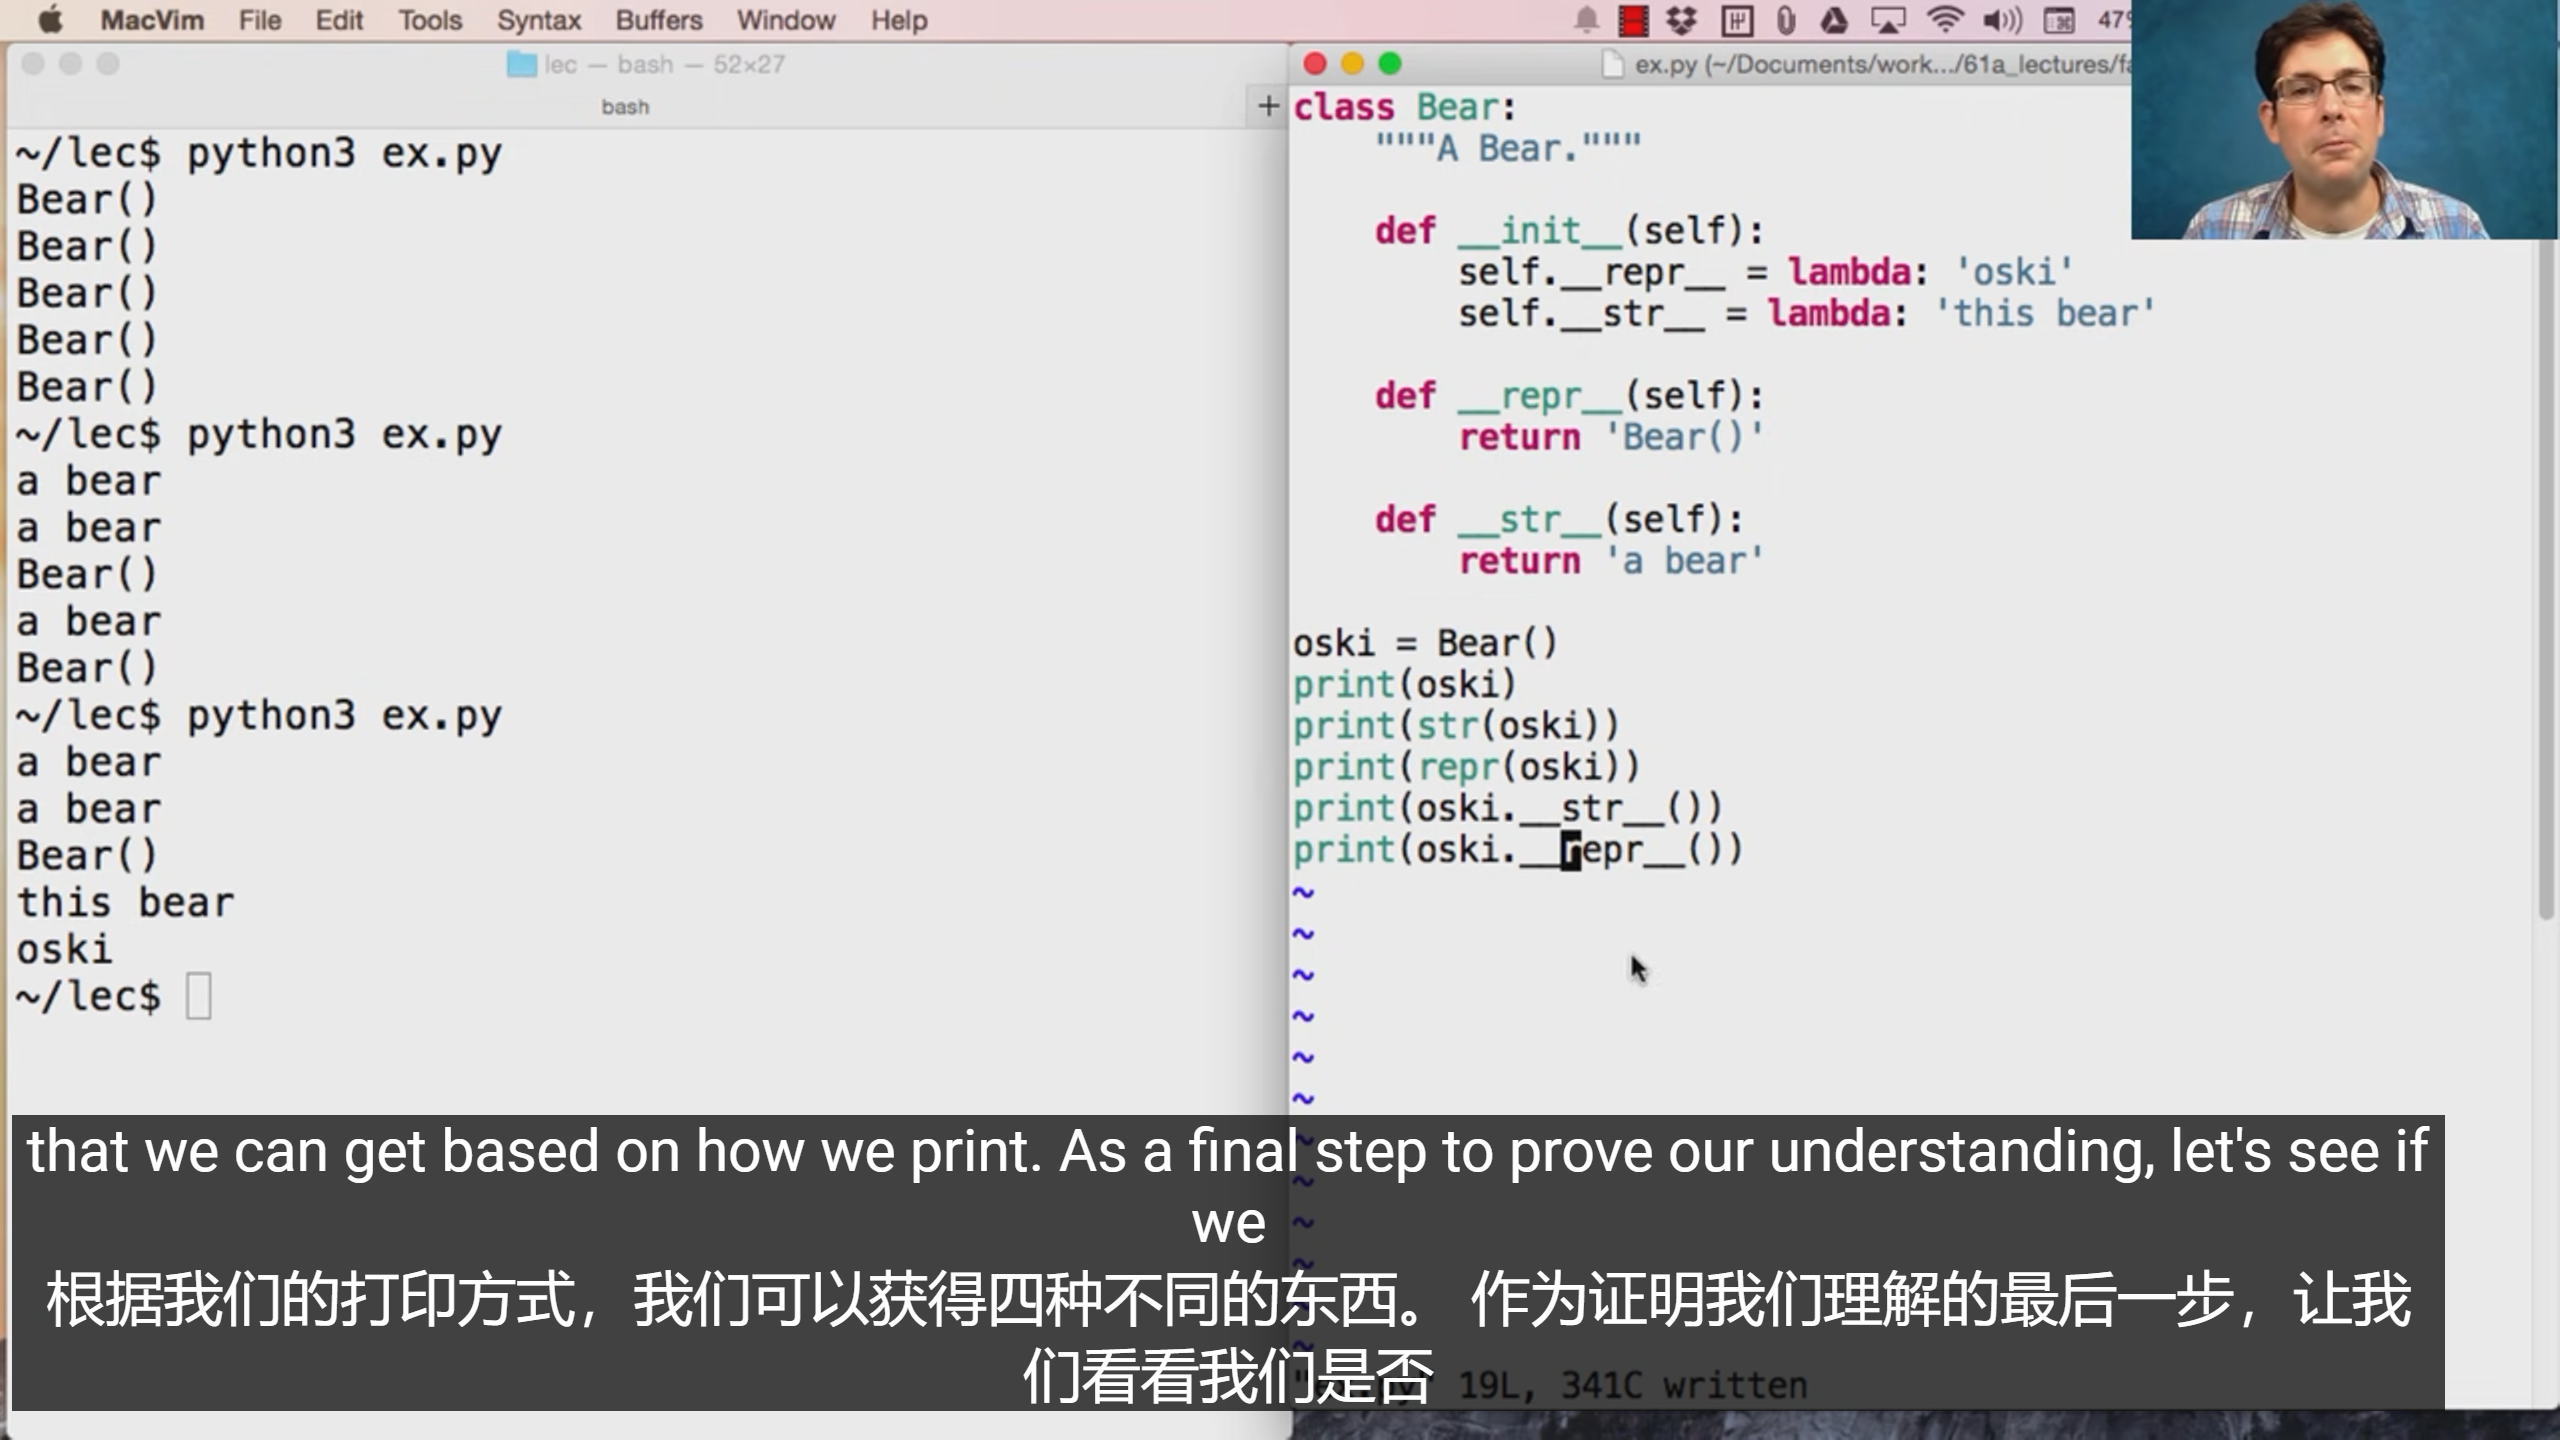 MacVim File Edit Tools Syntax Buffers Window Help
47%
lec — bash — 52×27
bash
+
~/lec$ python3 ex.py
Bear()
Bear()
Bear()
Bear()
Bear()
~/lec$ python3 ex.py
a bear
a bear
Bear()
a bear
Bear()
~/lec$ python3 ex.py
a bear
a bear
Bear()
this bear
oski
~/lec$
ex.py (~/Documents/work.../61a_lectures/fa
class Bear:
"""A Bear."""
def __init__(self):
self.__repr__ = lambda: 'oski'
self.__str__ = lambda: 'this bear'
def __repr__(self):
return 'Bear()'
def __str__(self):
return 'a bear'
oski = Bear()
print(oski)
print(str(oski))
print(repr(oski))
print(oski.__str__())
print(oski.__repr__())
~
~
~
~
~
~
~
~
~
~
~
~
"ex.py" 19L, 341C written
that we can get based on how we print. As a final step to prove our understanding, let's see if
we
根据我们的打印方式，我们可以获得四种不同的东西。 作为证明我们理解的最后一步，让我
们看看我们是否